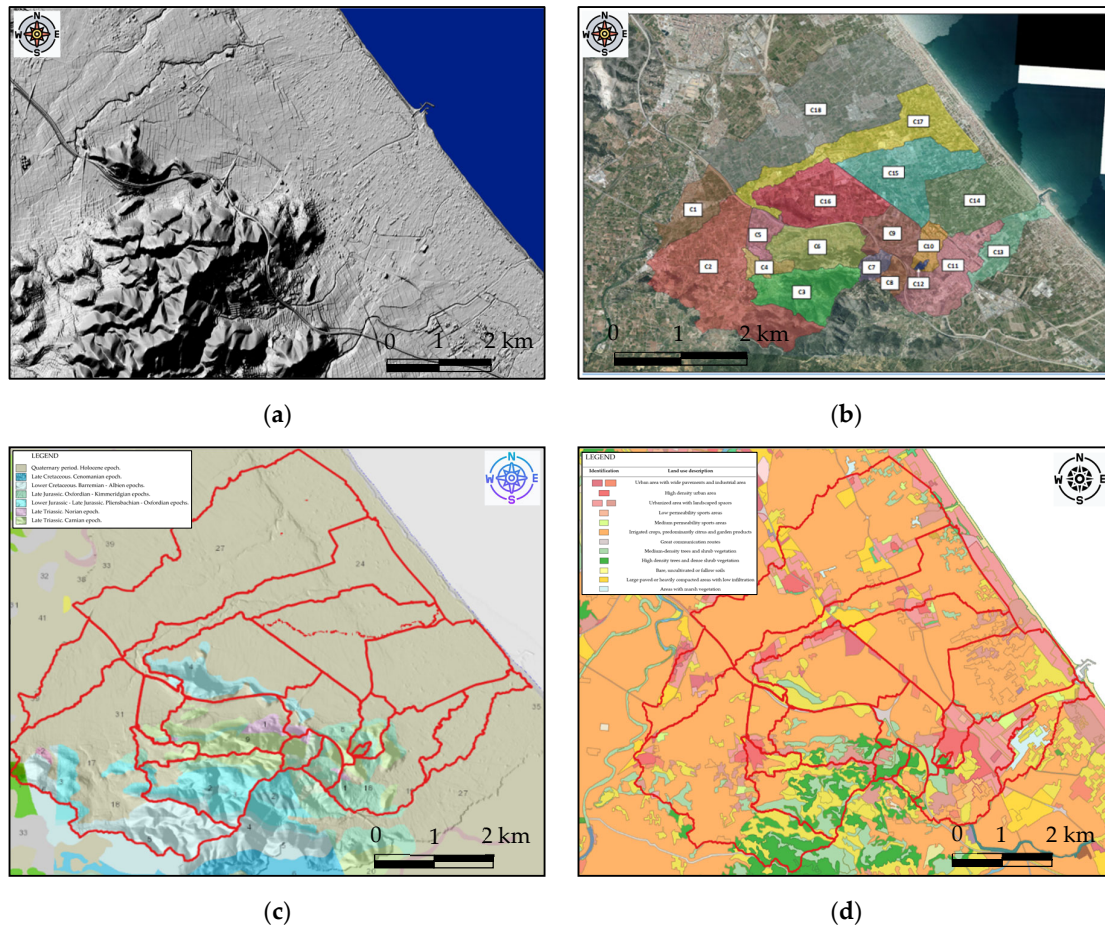 N
W E
S
0 1 2 km
(a)
N
W E
S
C18
C17
C15
C16
C14
C1
C5
C9
C6
C10
C2
C4
C7
C11
C13
C3
C8
C12
0 1 2 km
(b)
LEGEND
Quaternary period. Holocene epoch.
Late Cretaceous. Cenomanian epoch.
Lower Cretaceous. Barremian - Albien epochs.
Late Jurassic. Oxfordian - Kimmeridgian epochs.
Lower Jurassic - Late Jurassic. Pliensbachian - Oxfordian epochs.
Late Triassic. Norian epoch.
Late Triassic. Carnian epoch.
N
W E
S
39
32
31
41
27
24
31
35
17
18
27
33
0 1 2 km
(c)
LEGEND
Identification Land use description
Urban area with wide pavements and industrial area
High density urban area
Urbanized area with landscaped spaces
Low permeability sports areas
Medium permeability sports areas
Irrigated crops, predominantly citrus and garden products
Great communication routes
Medium-density trees and shrub vegetation
High density trees and dense shrub vegetation
Bare, uncultivated or fallow soils
Large paved or heavily compacted areas with low infiltration
Areas with marsh vegetation
N
W E
S
0 1 2 km
(d)